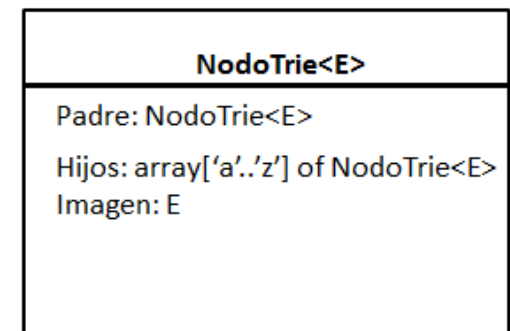 NodoTrie<E>
Padre: NodoTrie<E>
Hijos: array['a'..'z'] of NodoTrie<E>
Imagen: E